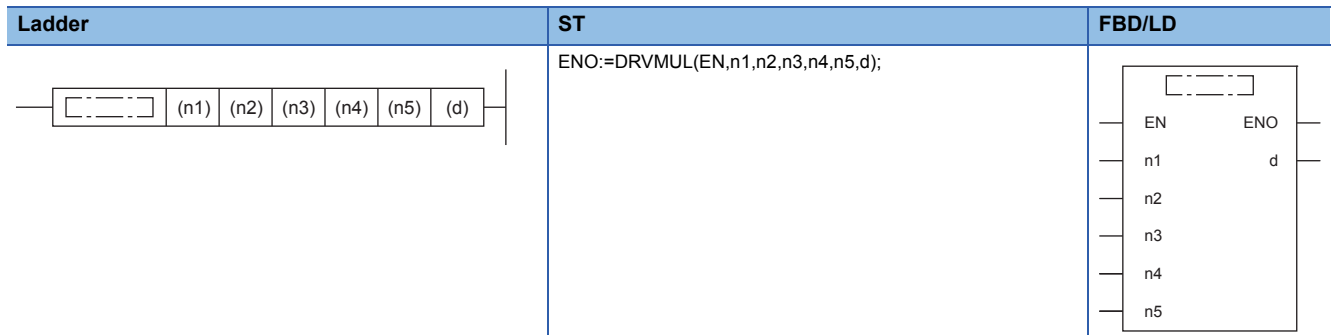 Ladder ST FBD/LD
ENO:=DRVMUL(EN,n1,n2,n3,n4,n5,d);
(n1) (n2) (n3) (n4) (n5) (d)
EN ENO
n1 d
n2
n3
n4
n5